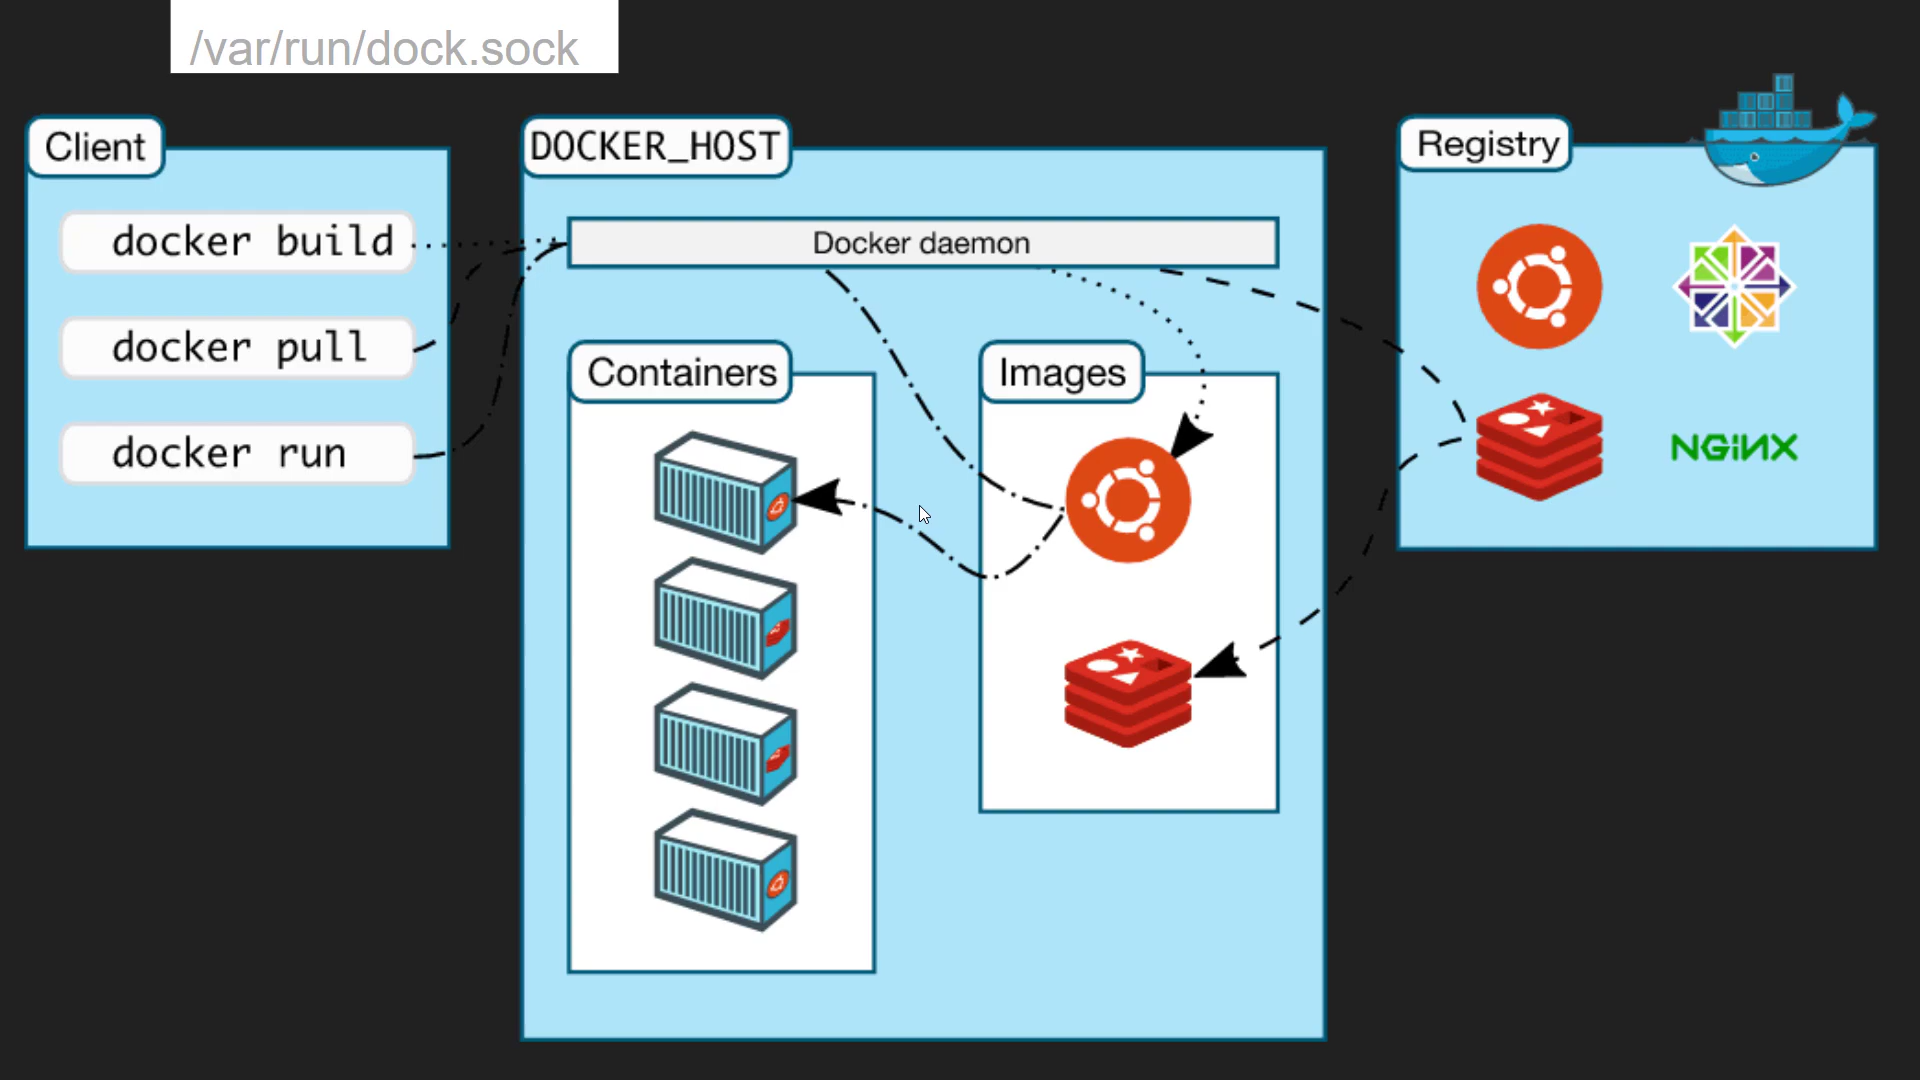 /var/run/dock.sock
Client
docker build
docker pull
docker run
DOCKER_HOST
Docker daemon
Containers
Images
Registry
NGiNX